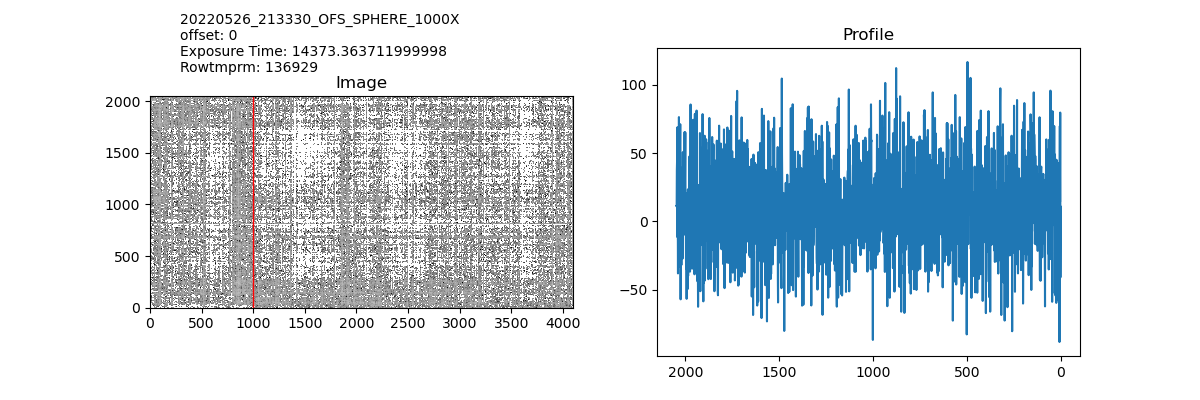 20220526_213330_OFS_SPHERE_1000X
offset: 0
Exposure Time: 14373.363711999998
Rowtmprm: 136929
Image
2000
1500
1000
500
0
0 500 1000 1500 2000 2500 3000 3500 4000
Profile
100
50
0
−50
2000 1500 1000 500 0